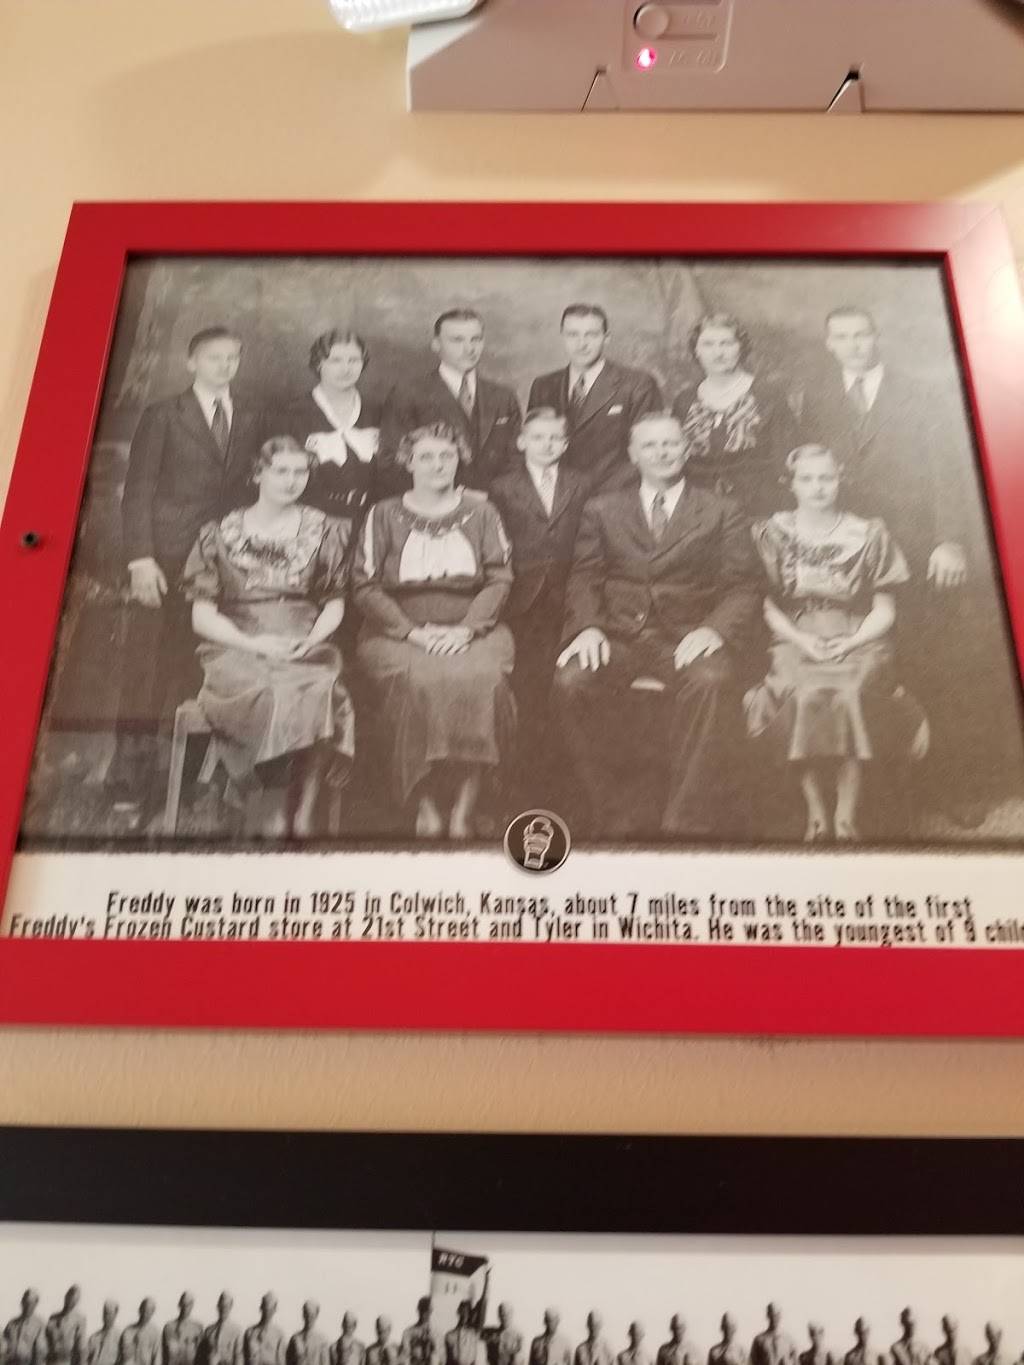 Freddy was born in 1925 in Colwich, Kansas, about 7 miles from the site of the first
Freddy's Frozen Custard store at 21st Street and Tyler in Wichita. He was the youngest of 9 chil